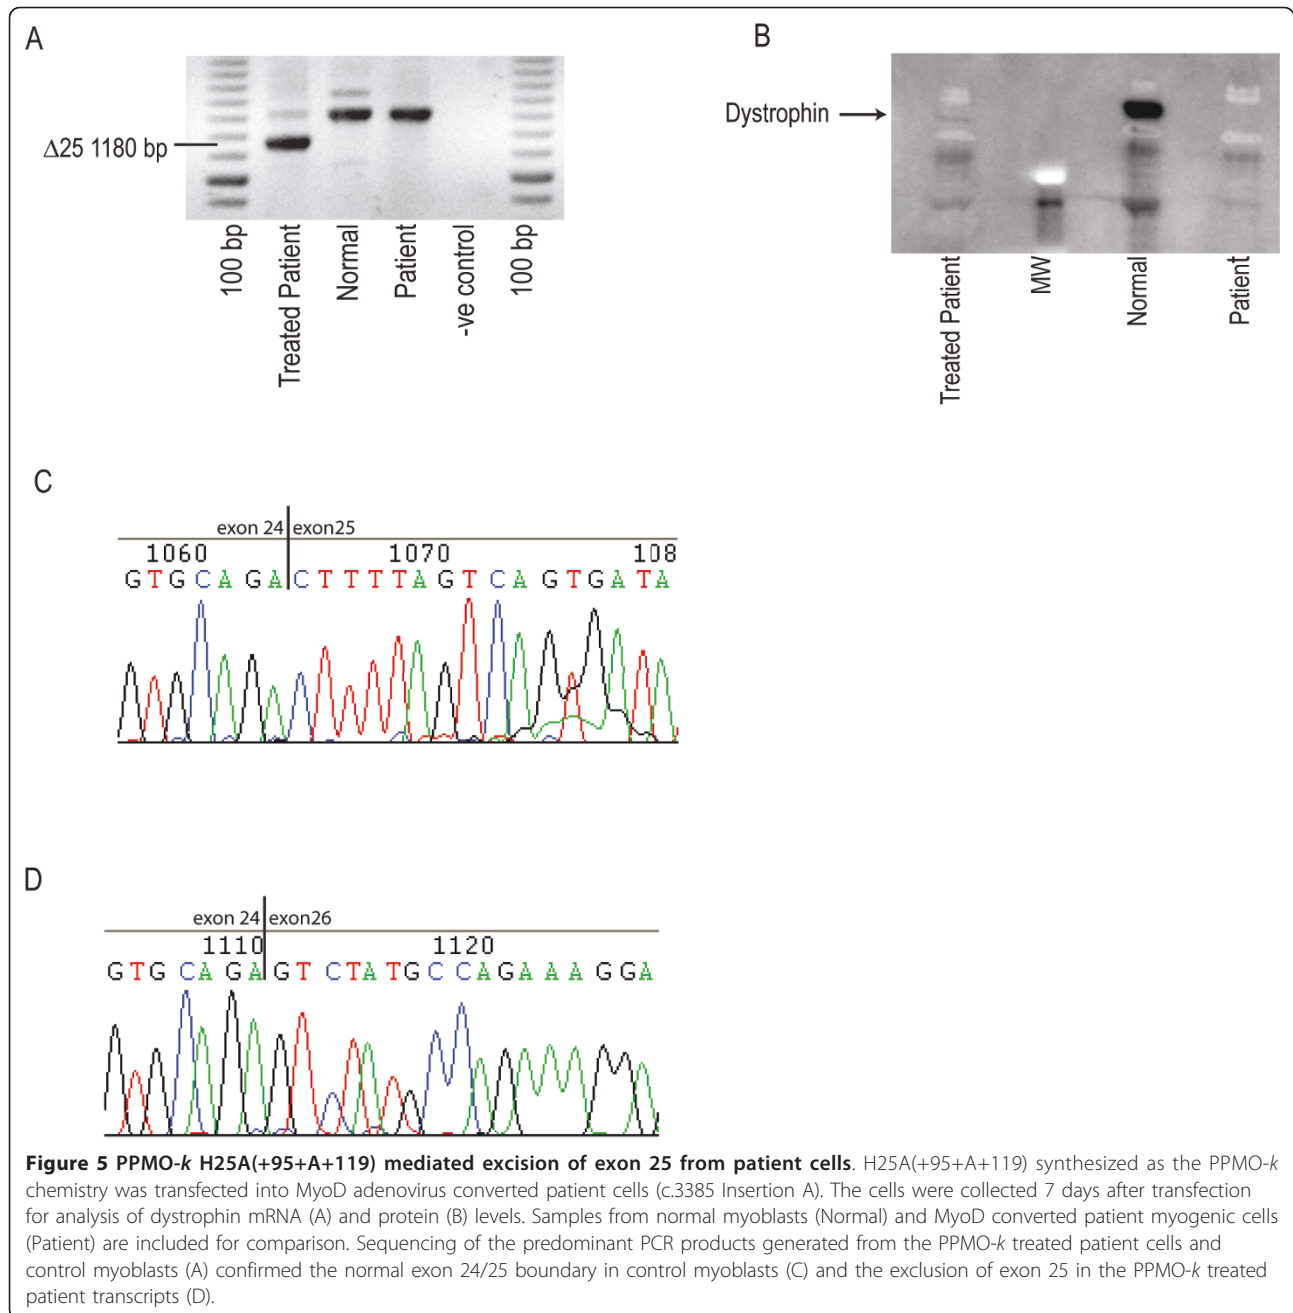 A
Δ25 1180 bp
100 bp
Treated Patient
Normal
Patient
-ve control
100 bp
B
Dystrophin
Treated Patient
MW
Normal
Patient
C
exon 24 exon25
1060 1070 108
GTGCAGACTTTTAGTCAGTGATA
D
exon 24 exon26
1110 1120
GTGCAGAGTCTATGCCAGAAAGGA
Figure 5 PPMO-k H25A(+95+A+119) mediated excision of exon 25 from patient cells. H25A(+95+A+119) synthesized as the PPMO-k
chemistry was transfected into MyoD adenovirus converted patient cells (c.3385 Insertion A). The cells were collected 7 days after transfection
for analysis of dystrophin mRNA (A) and protein (B) levels. Samples from normal myoblasts (Normal) and MyoD converted patient myogenic cells
(Patient) are included for comparison. Sequencing of the predominant PCR products generated from the PPMO-k treated patient cells and
control myoblasts (A) confirmed the normal exon 24/25 boundary in control myoblasts (C) and the exclusion of exon 25 in the PPMO-k treated
patient transcripts (D).